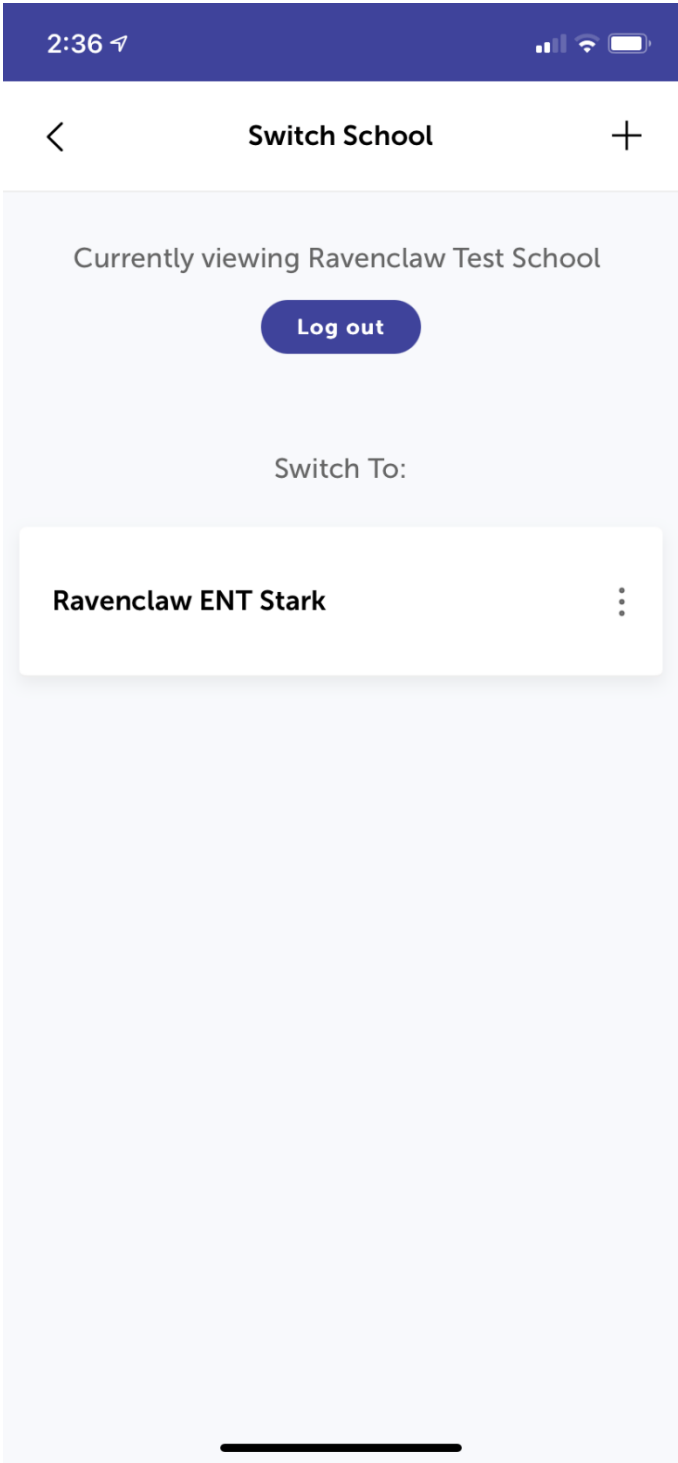 2:36
Switch School
Currently viewing Ravenclaw Test School
Log out
Switch To:
Ravenclaw ENT Stark